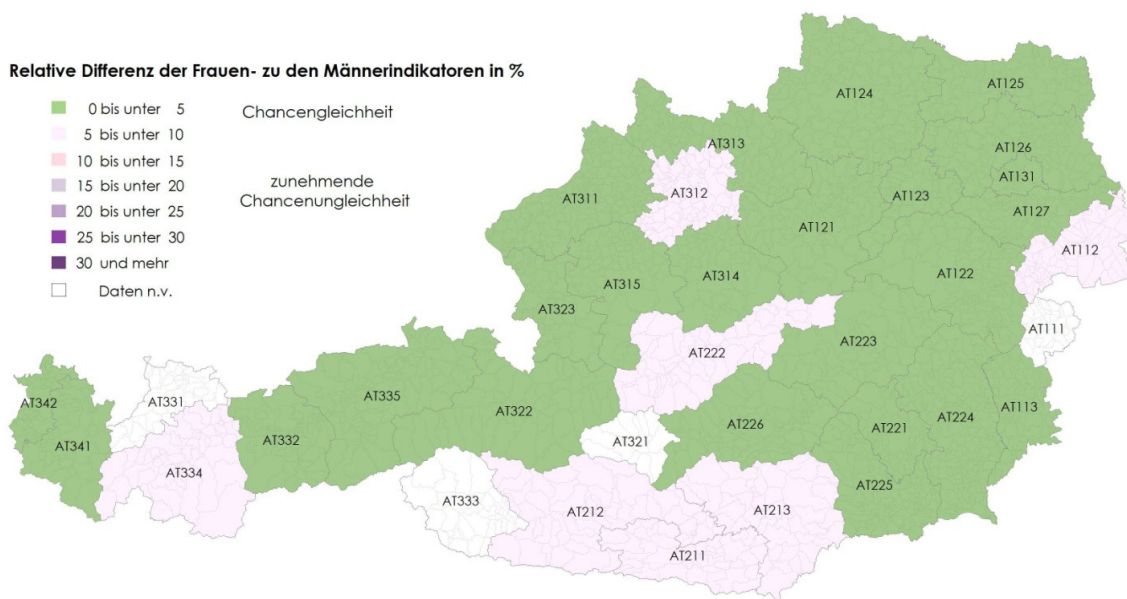 Relative Differenz der Frauen- zu den Männerindikatoren in %
0 bis unter 5
Chancengleichheit
5 bis unter 10
10 bis unter 15
15 bis unter 20
zunehmende
Chancenungleichheit
20 bis unter 25
25 bis unter 30
30 und mehr
Daten n.v.
AT124
AT125
AT313
AT126
AT131
AT312
AT311
AT123
AT127
AT121
AT112
AT314
AT315
AT122
AT323
AT111
AT223
AT222
AT342
AT331
AT335
AT322
AT113
AT341
AT332
AT321
AT226
AT221
AT224
AT334
AT225
AT333
AT212
AT213
AT211